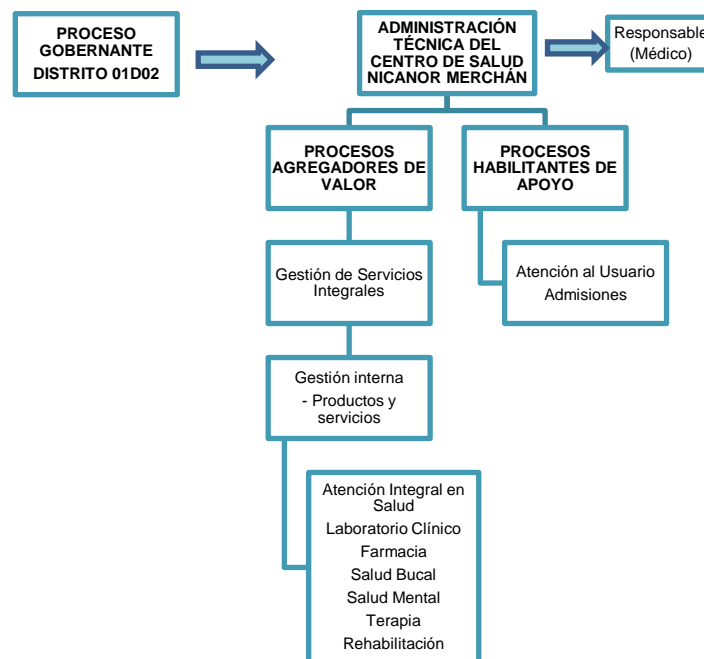 PROCESO
GOBERNANTE
DISTRITO 01D02
ADMINISTRACIÓN
TÉCNICA DEL
CENTRO DE SALUD
NICANOR MERCHÁN
Responsable
(Médico)
PROCESOS
AGREGADORES DE
VALOR
PROCESOS
HABILITANTES DE
APOYO
Gestión de Servicios
Integrales
Atención al Usuario
Admisiones
Gestión interna
- Productos y
servicios
Atención Integral en
Salud
Laboratorio Clínico
Farmacia
Salud Bucal
Salud Mental
Terapia
Rehabilitación